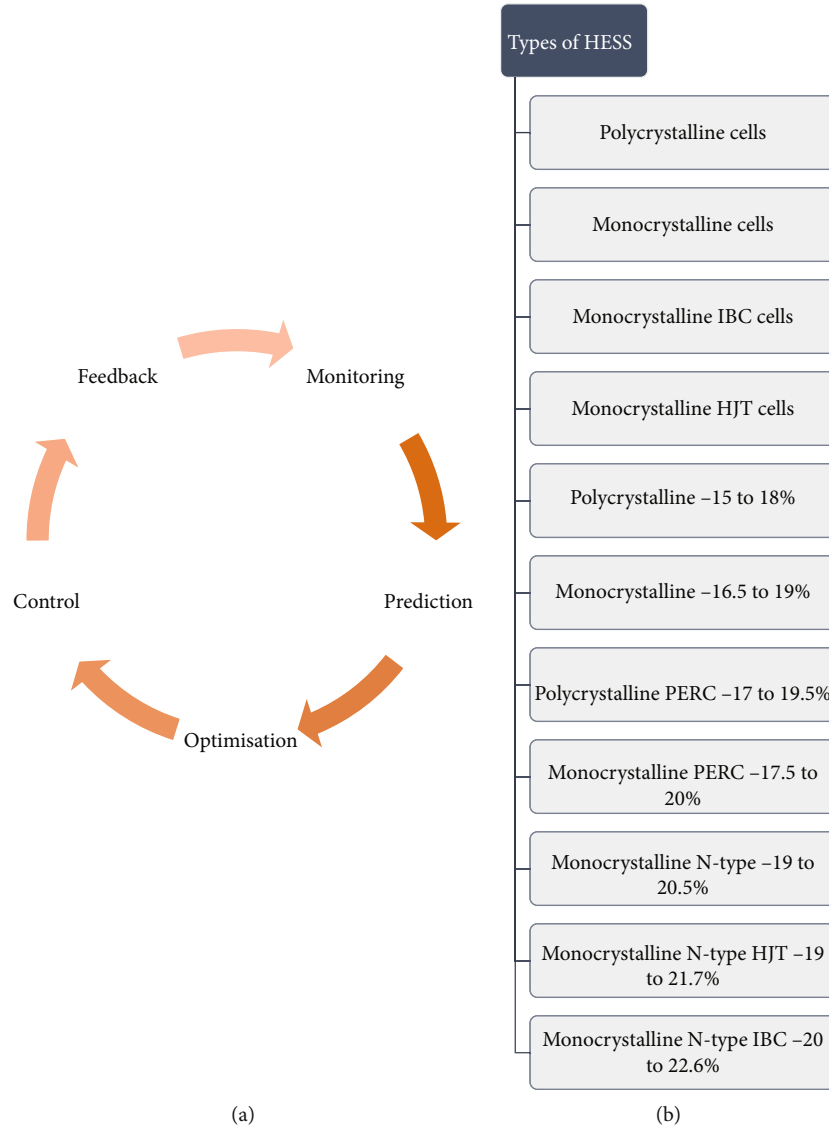 Feedback
Monitoring
Prediction
Optimisation
Control
(a)
Types of HESS
Polycrystalline cells
Monocrystalline cells
Monocrystalline IBC cells
Monocrystalline HJT cells
Polycrystalline –15 to 18%
Monocrystalline –16.5 to 19%
Polycrystalline PERC –17 to 19.5%
Monocrystalline PERC –17.5 to
20%
Monocrystalline N-type –19 to
20.5%
Monocrystalline N-type HJT –19
to 21.7%
Monocrystalline N-type IBC –20
to 22.6%
(b)